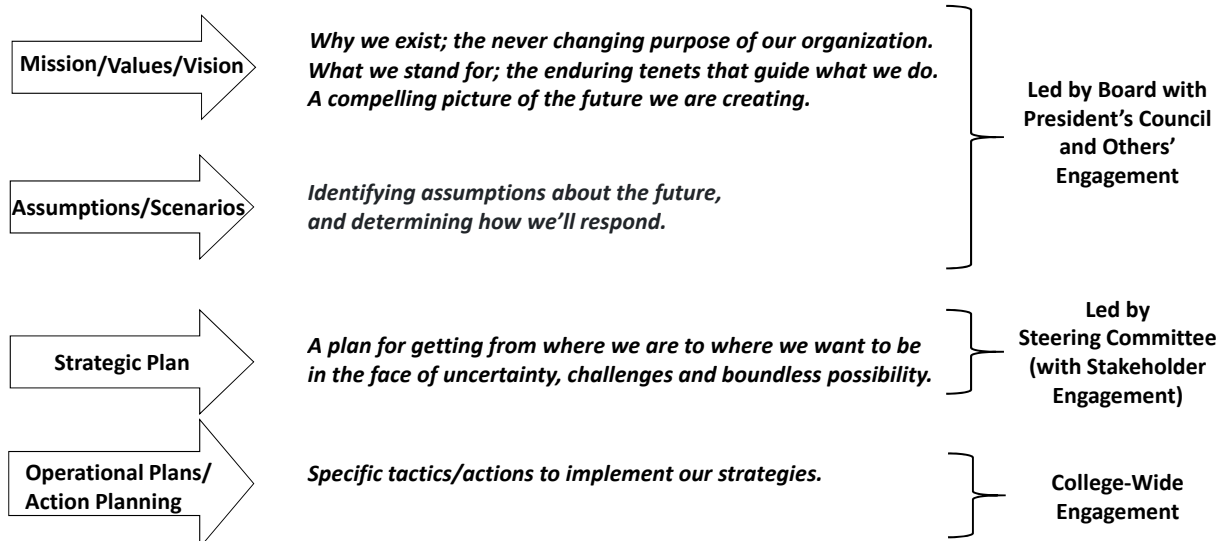 Mission/Values/Vision
Why we exist; the never changing purpose of our organization.
What we stand for; the enduring tenets that guide what we do.
A compelling picture of the future we are creating.
Led by Board with
President's Council
and Others'
Engagement
Assumptions/Scenarios
Identifying assumptions about the future,
and determining how we'll respond.
Strategic Plan
A plan for getting from where we are to where we want to be
in the face of uncertainty, challenges and boundless possibility.
Led by
Steering Committee
(with Stakeholder
Engagement)
Operational Plans/
Action Planning
Specific tactics/actions to implement our strategies.
College-Wide
Engagement